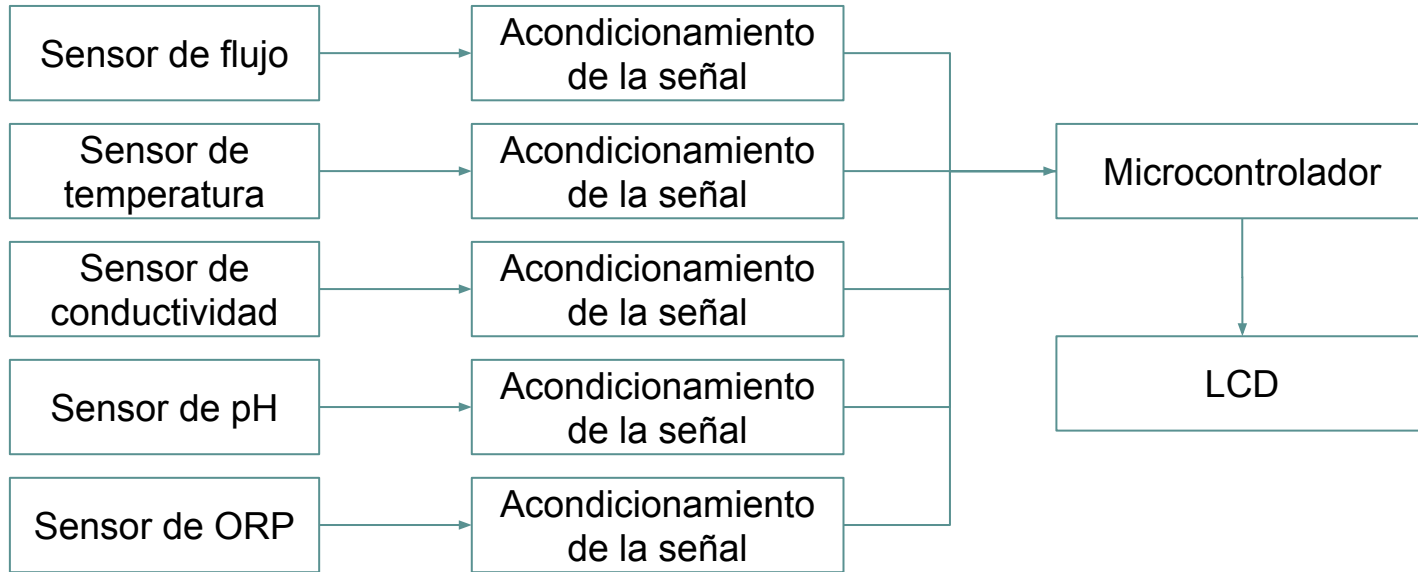 Sensor de flujo
Acondicionamiento
de la señal
Sensor de
temperatura
Acondicionamiento
de la señal
Microcontrolador
Sensor de
conductividad
Acondicionamiento
de la señal
Sensor de pH
Acondicionamiento
de la señal
LCD
Sensor de ORP
Acondicionamiento
de la señal